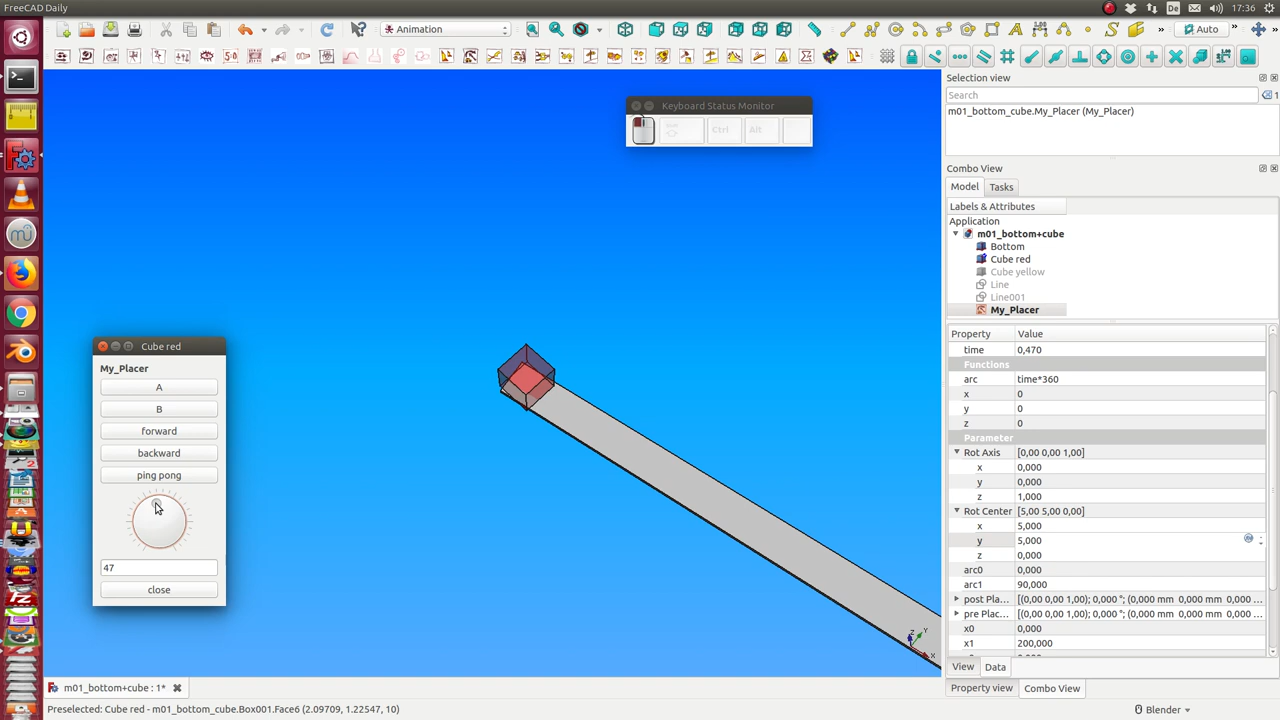 FreeCAD Daily
De
17:36
Animation
Auto
Selection view
Search
m01_bottom_cube.My_Placer (My_Placer)
Keyboard Status Monitor
Ctrl
Alt
Combo View
Model
Tasks
Labels & Attributes
Application
m01_bottom+cube
Bottom
Cube red
Cube yellow
Line
Line001
My_Placer
Property
Value
time
0,470
Functions
arc
time*360
x
0
y
0
z
0
Parameter
Rot Axis
[0,00 0,00 1,00]
x
0,000
y
0,000
z
1,000
Rot Center
[5,00 5,00 0,00]
x
5,000
y
5,000
z
0,000
arc0
0,000
arc1
90,000
post Pla...
[(0,00 0,00 1,00); 0,000 °; (0,000 mm 0,000 mm 0,00 ...
pre Plac...
[(0,00 0,00 1,00); 0,000 °; (0,000 mm 0,000 mm 0,00 ...
x0
0,000
x1
200,000
View
Data
Property view
Combo View
Cube red
My_Placer
A
B
forward
backward
ping pong
47
close
Z
Y
X
m01_bottom+cube : 1*
Preselected: Cube red - m01_bottom_cube.Box001.Face6 (2.09709, 1.22547, 10)
Blender